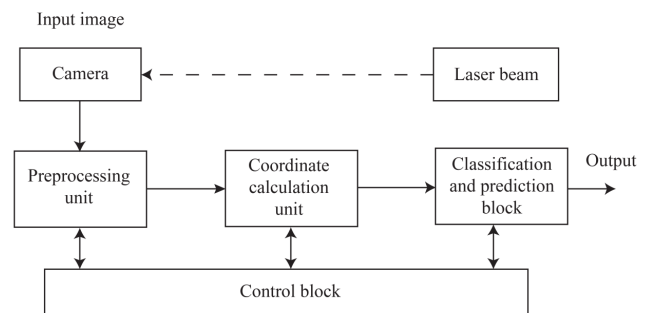 Input image
Camera
Laser beam
Preprocessing
unit
Coordinate
calculation
unit
Classification
and prediction
block
Output
Control block